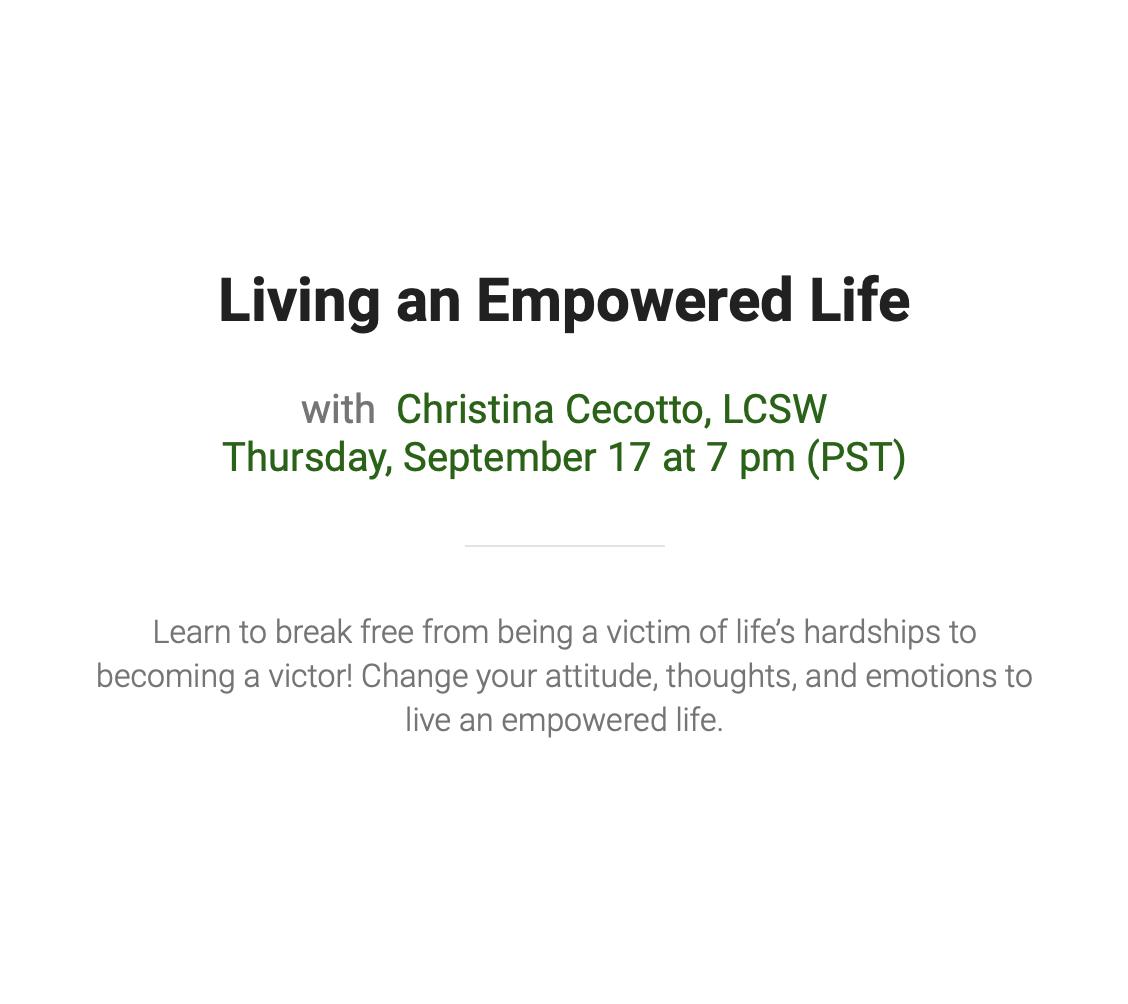 Living an Empowered Life
with Christina Cecotto, LCSW
Thursday, September 17 at 7 pm (PST)
Learn to break free from being a victim of life’s hardships to
becoming a victor! Change your attitude, thoughts, and emotions to
live an empowered life.